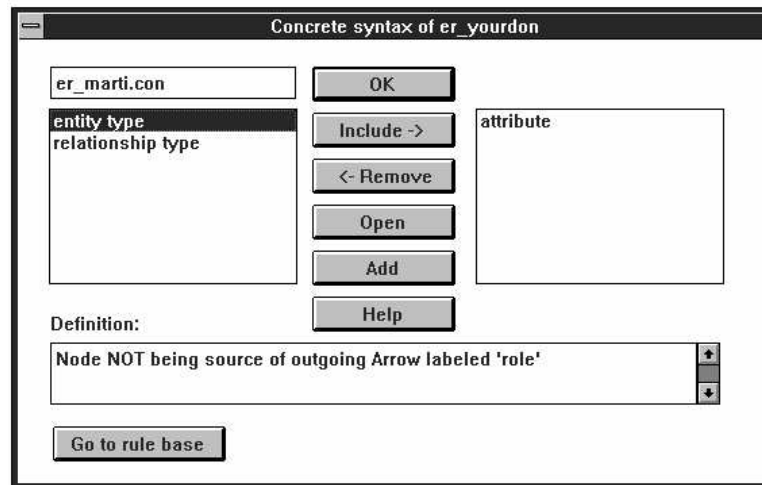 Concrete syntax of er_yourdon
er_marti.con
OK
entity type
relationship type
Include ->
<- Remove
Open
Add
Help
attribute
Definition:
Node NOT being source of outgoing Arrow labeled 'role'
Go to rule base